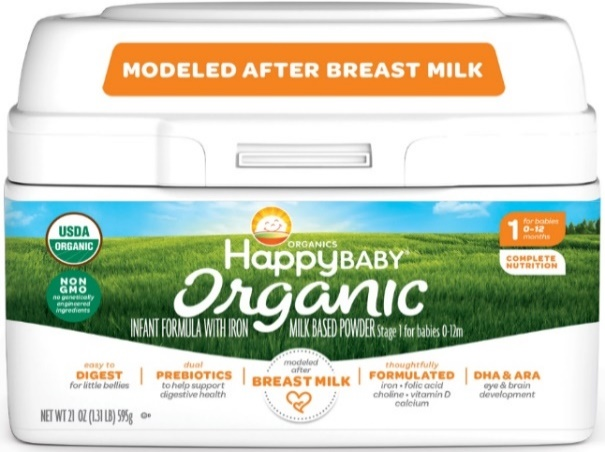 MODELED AFTER BREAST MILK
USDA
ORGANIC
NON
GMO
no genetically
engineered
ingredients
ORGANICS
HappyBABY®
Organic
INFANT FORMULA WITH IRON MILK BASED POWDER Stage 1 for babies 0-12m
1 for babies
0-12
months
COMPLETE
NUTRITION
easy to
DIGEST
for little bellies
dual
PREBIOTICS
to help support
digestive health
modeled
after
BREAST MILK
thoughtfully
FORMULATED
iron • folic acid
choline • vitamin D
calcium
DHA & ARA
eye & brain
development
NET WT 21 OZ (1.31 LB) 595g